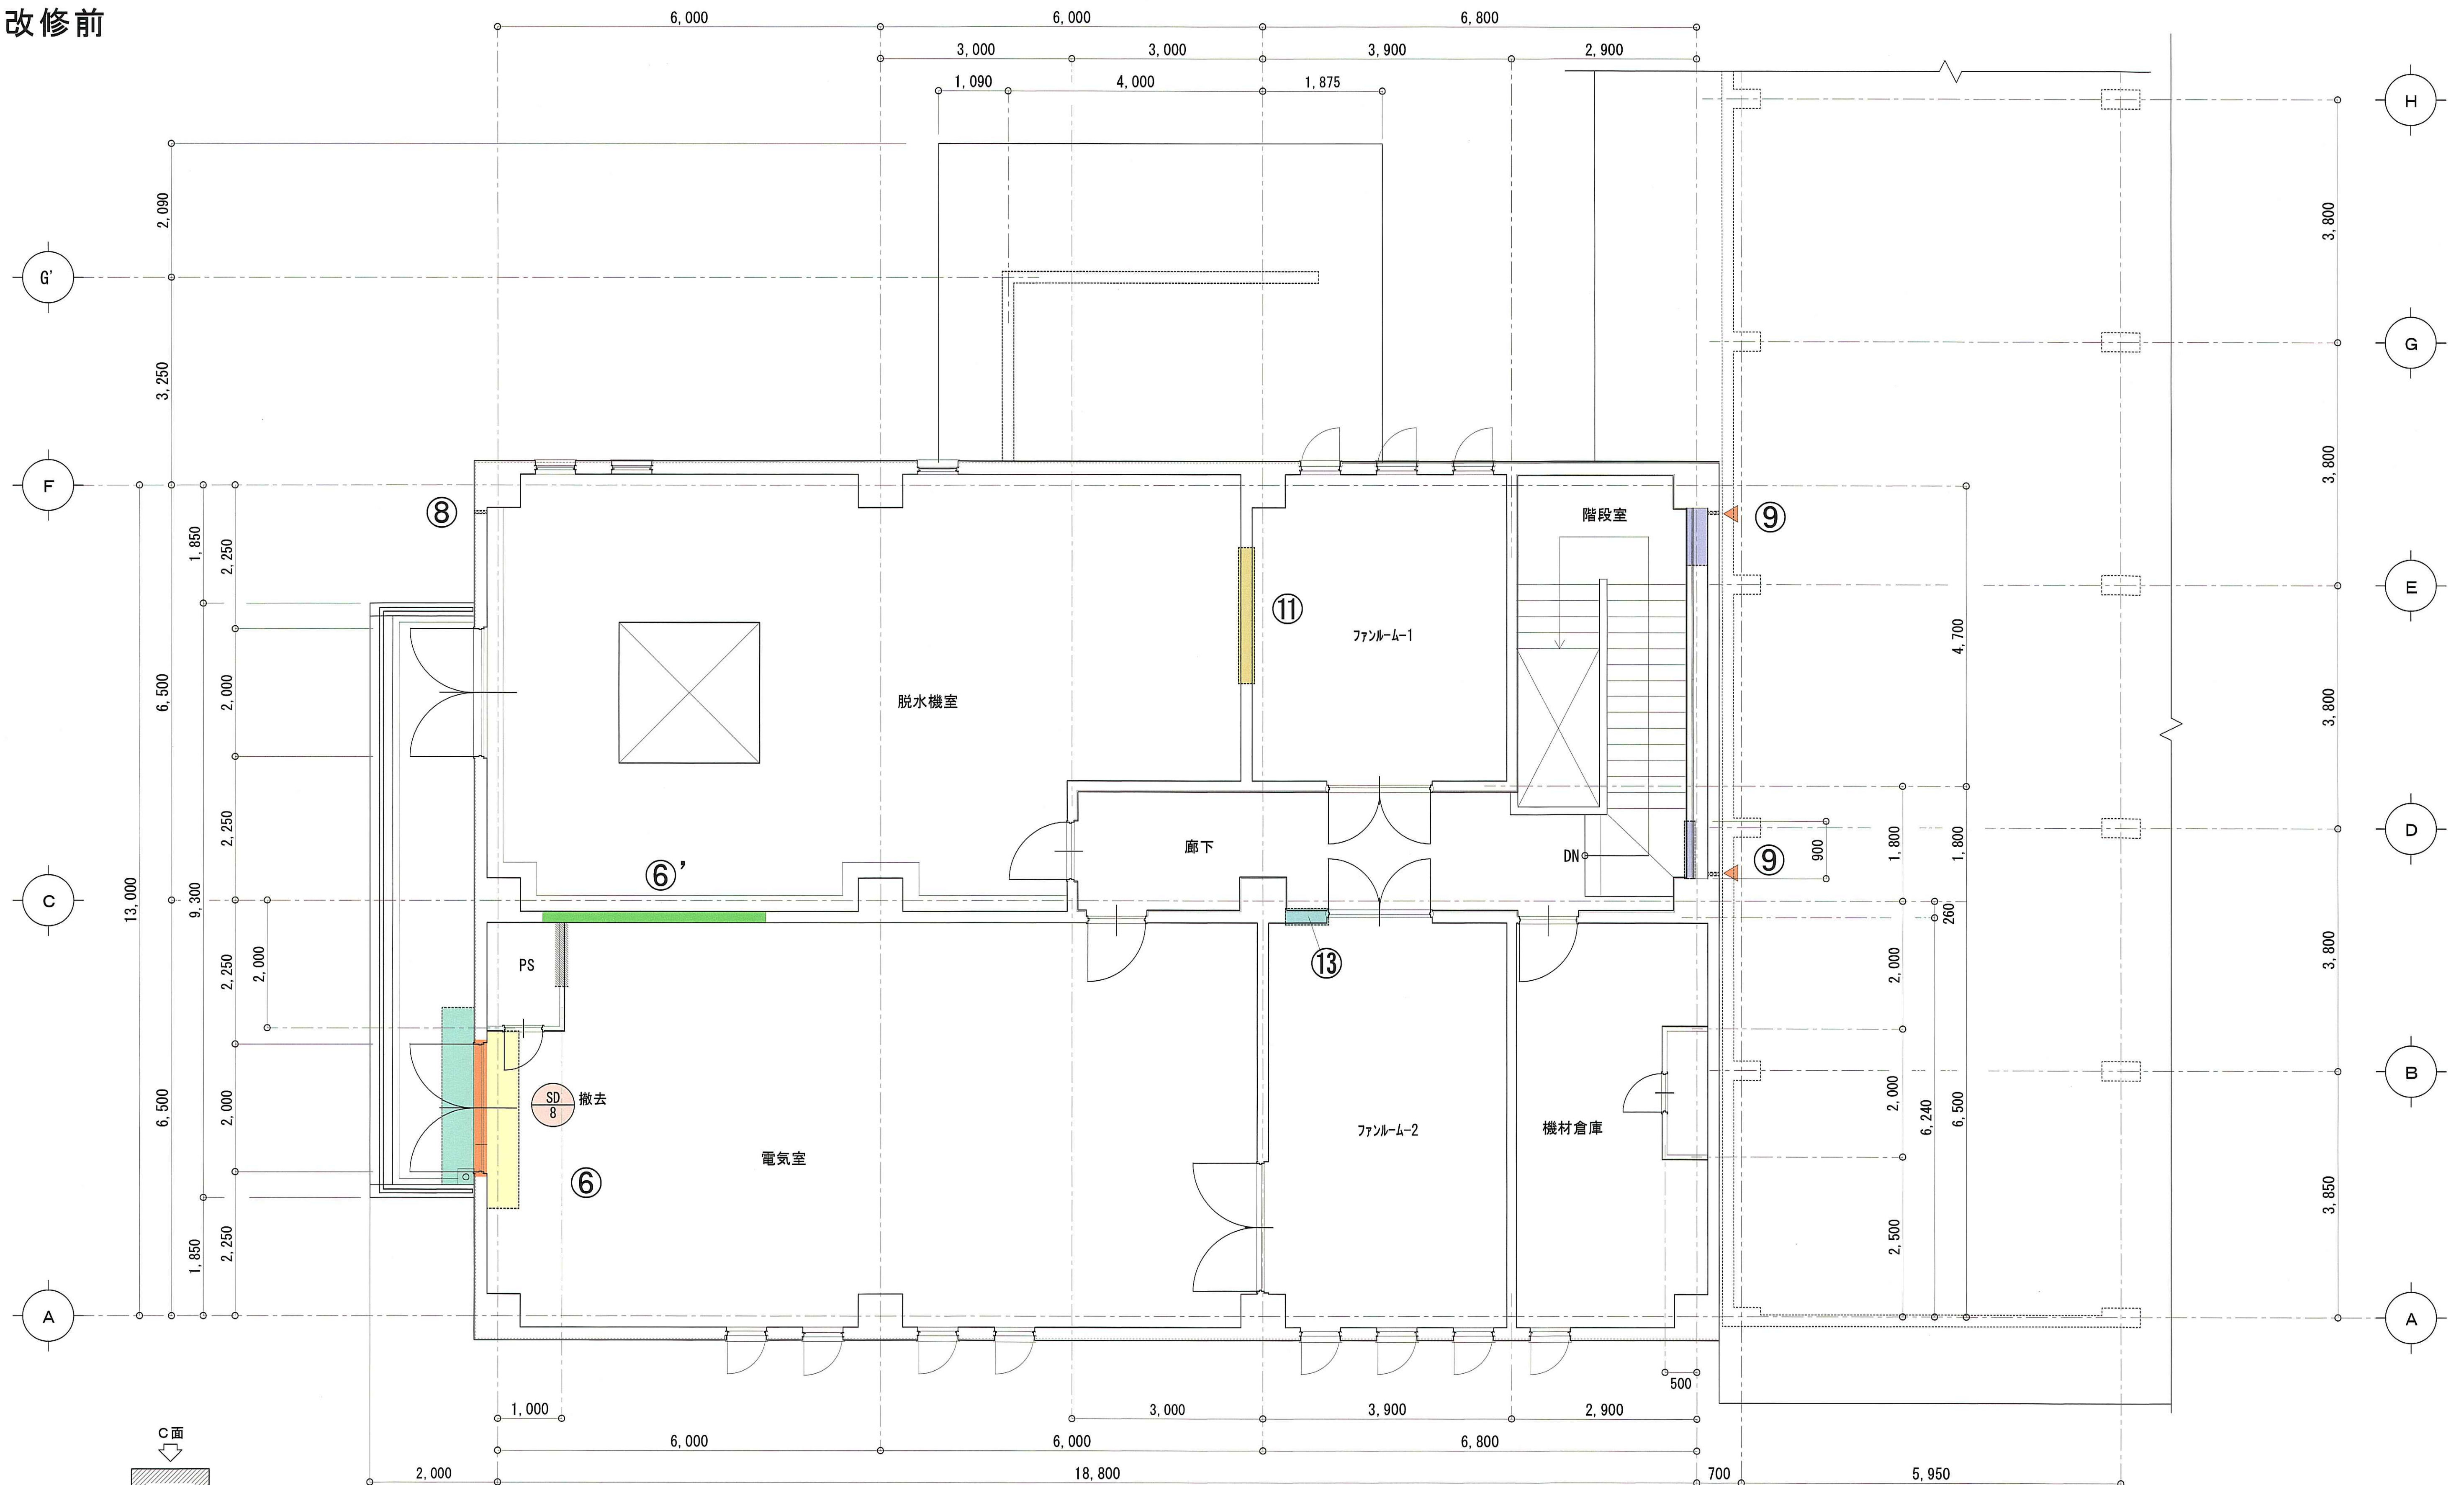 改修前
6,000
6,000
6,800
3,000
3,000
3,900
2,900
1,090
4,000
1,875
H
2,090
3,800
G'
G
3,250
3,800
F
⑧
階段室
⑨
1,850
2,250
E
⑪
ファンルーム-1
4,700
6,500
2,000
脱水機室
3,800
2,250
廊下
DN
⑨
900
1,800
1,800
D
⑥’
C
13,000
9,300
260
2,250
2,000
PS
⑬
2,000
3,800
B
SD
8
撤去
6,500
2,000
電気室
ファンルーム-2
機材倉庫
2,000
6,240
6,500
⑥
3,850
1,850
2,250
2,500
A
A
500
1,000
3,000
3,900
2,900
C面
6,000
6,000
6,800
2,000
18,800
700
5,950